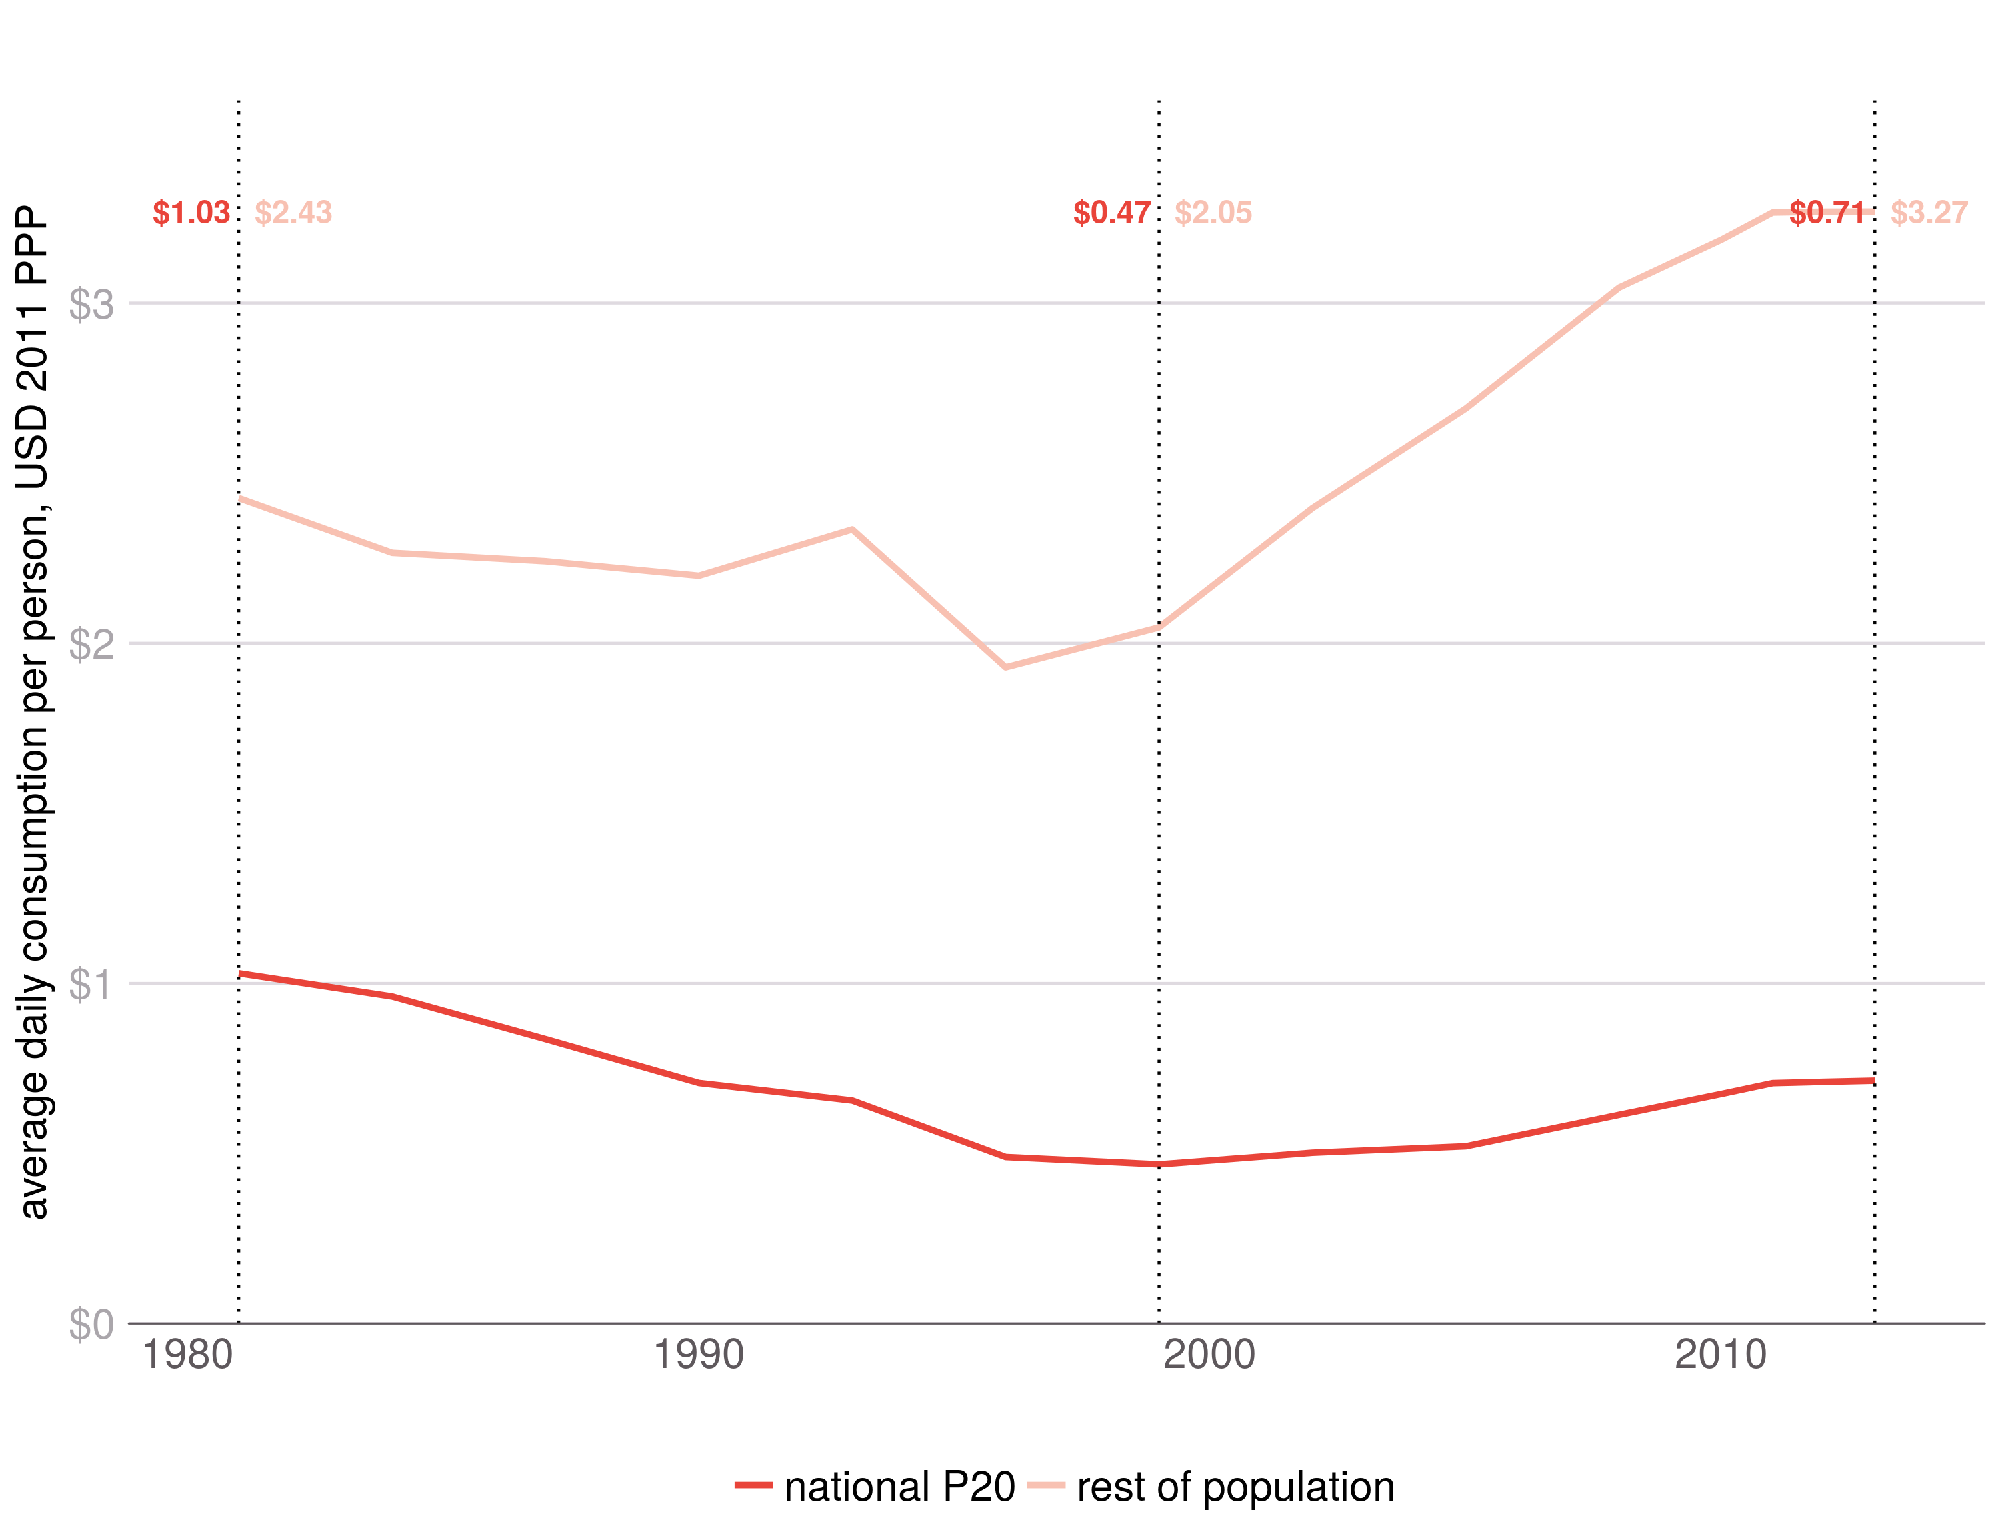 average daily consumption per person, USD 2011 PPP
$1.03 $2.43 $0.47 $2.05 $0.71 $3.27
$3
$2
$1
$0
1980 1990 2000 2010
national P20 rest of population